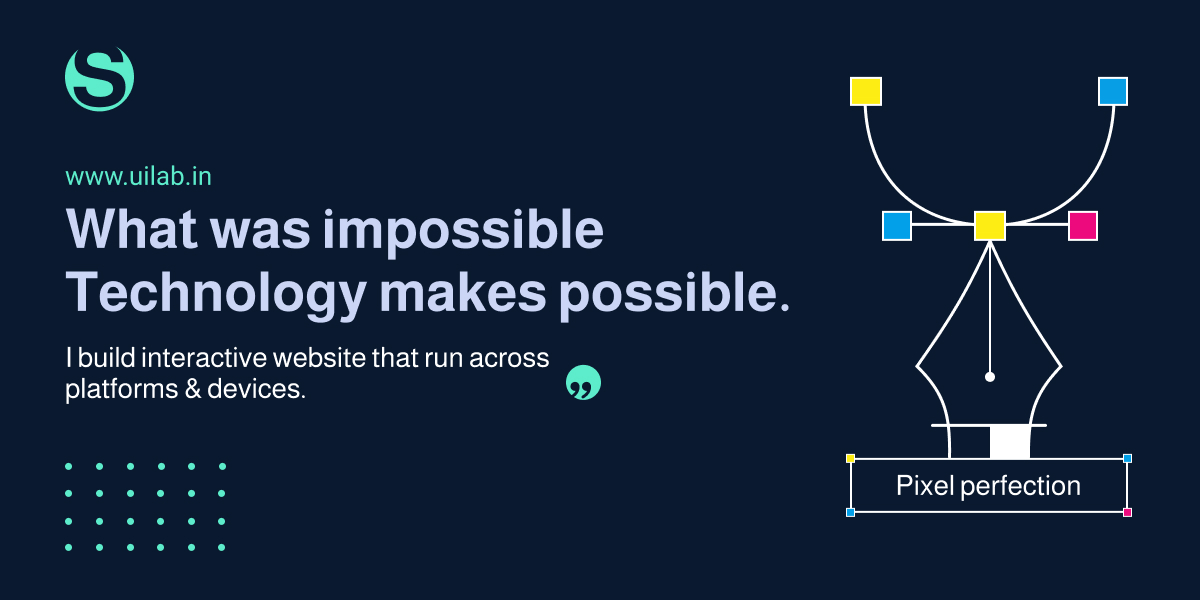 S
www.uilab.in
What was impossible
Technology makes possible.
I build interactive website that run across
platforms & devices.
”
Pixel perfection